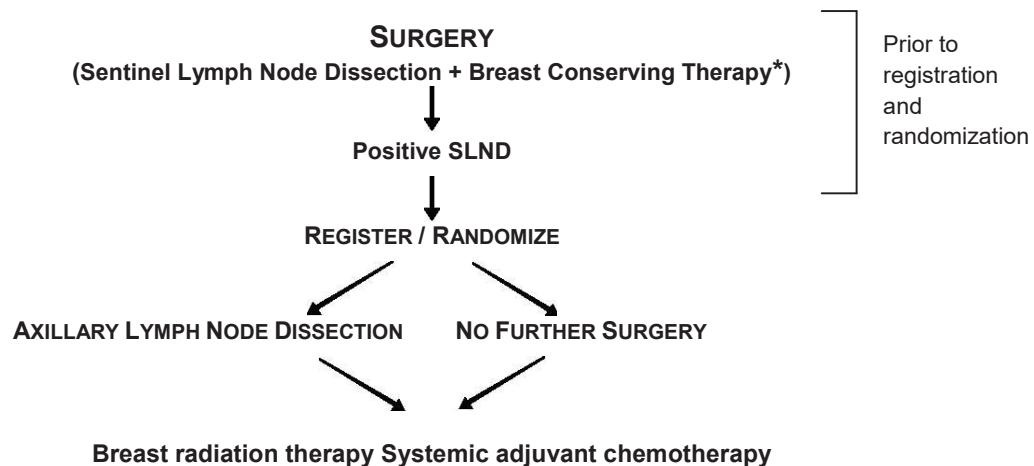 SURGERY
(Sentinel Lymph Node Dissection + Breast Conserving Therapy*)
Prior to
registration
and
randomization
Positive SLND
REGISTER / RANDOMIZE
AXILLARY LYMPH NODE DISSECTION
NO FURTHER SURGERY
Breast radiation therapy Systemic adjuvant chemotherapy